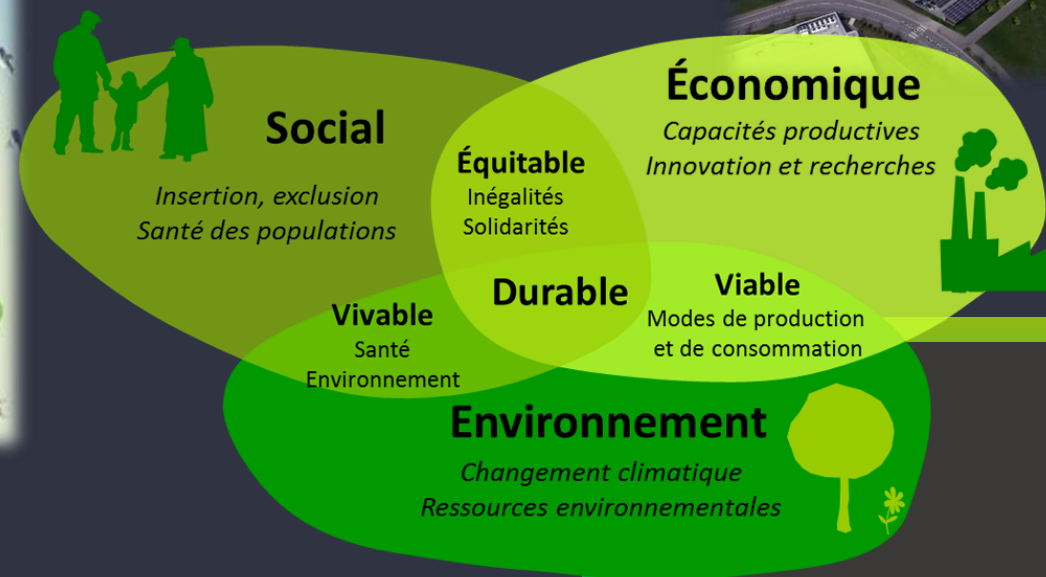 Social
Insertion, exclusion
Santé des populations
Économique
Capacités productives
Innovation et recherches
Équitable
Inégalités
Solidarités
Durable
Vivable
Santé
Environnement
Viable
Modes de production
et de consommation
Environnement
Changement climatique
Ressources environnementales